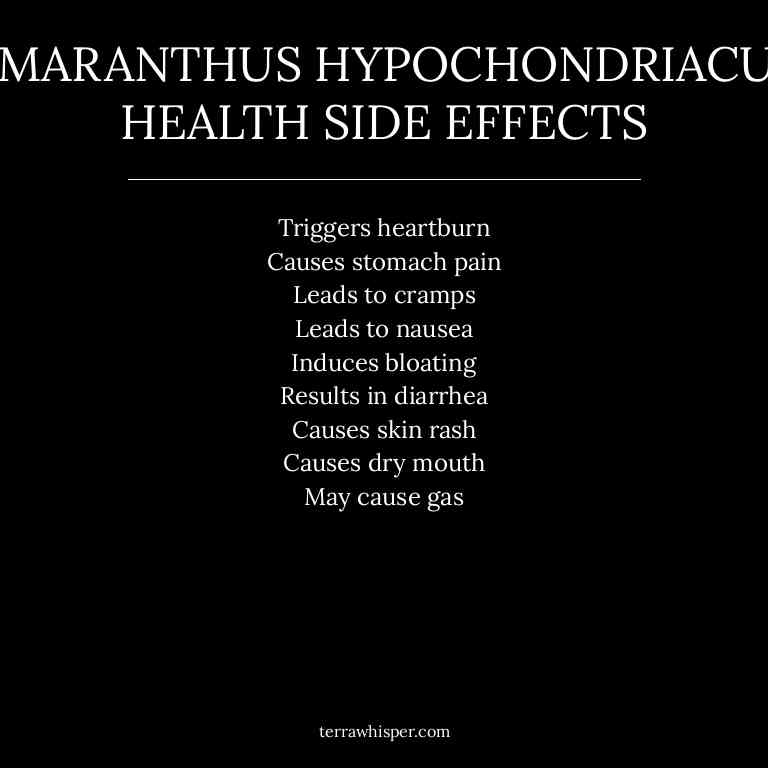 MARANTHUS HYPOCHONDRIACU
HEALTH SIDE EFFECTS
Triggers heartburn
Causes stomach pain
Leads to cramps
Leads to nausea
Induces bloating
Results in diarrhea
Causes skin rash
Causes dry mouth
May cause gas
terrawhisper.com